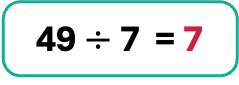 49 ÷ 7 = 7